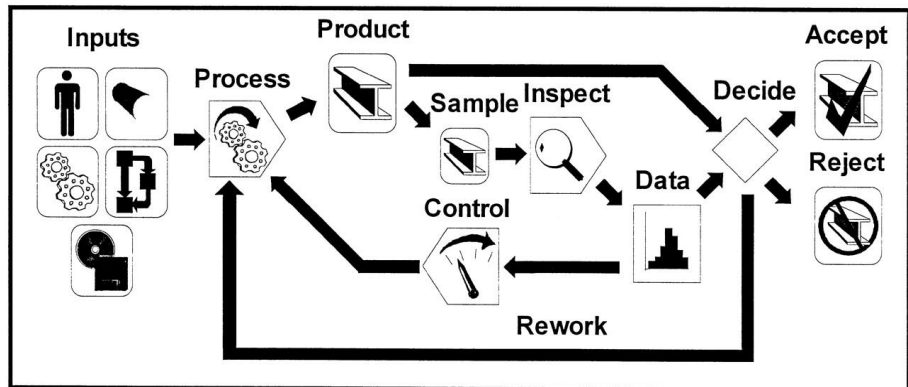 Inputs
Process
Product
Sample
Inspect
Decide
Accept
Reject
Data
Control
Rework